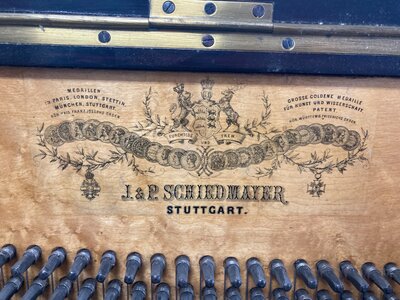 MEDAILLEN
IN PARIS, LONDON, STETTIN,
MÜNCHEN, STUTTGART.
GROSSE GOLDENE MEDAILLE
FÜR KUNST UND WISSENSCHAFT.
PATENT
FURCHTLOS
UND
TREW
J. & P. SCHIEDMAYER
STUTTGART.